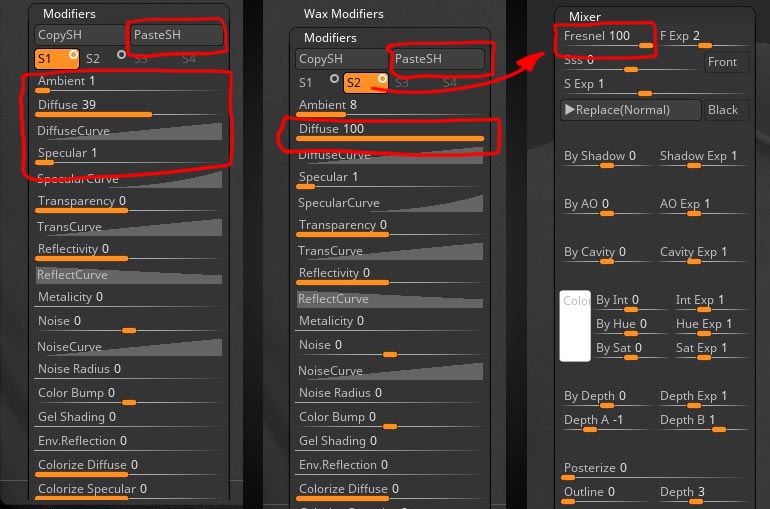 Modifiers
CopySH PasteSH
S1 S2 S3 S4
Ambient 1
Diffuse 39
DiffuseCurve
Specular 1
SpecularCurve
Transparency 0
TransCurve
Reflectivity 0
ReflectCurve
Metalicity 0
Noise 0
NoiseCurve
Noise Radius 0
Color Bump 0
Gel Shading 0
Env.Reflection 0
Colorize Diffuse 0
Colorize Specular 0
Wax Modifiers
Modifiers
CopySH PasteSH
S1 S2 S3 S4
Ambient 8
Diffuse 100
DiffuseCurve
Specular 1
SpecularCurve
Transparency 0
TransCurve
Reflectivity 0
ReflectCurve
Metalicity 0
Noise 0
NoiseCurve
Noise Radius 0
Color Bump 0
Gel Shading 0
Env.Reflection 0
Colorize Diffuse 0
Mixer
Fresnel 100 F Exp 2
Sss 0 Front
S Exp 1
Replace(Normal) Black
By Shadow 0 Shadow Exp 1
By AO 0 AO Exp 1
By Cavity 0 Cavity Exp 1
Colo By Int 0 Int Exp 1
By Hue 0 Hue Exp 1
By Sat 0 Sat Exp 1
By Depth 0 Depth Exp 1
Depth A -1 Depth B 1
Posterize 0
Outline 0 Depth 3